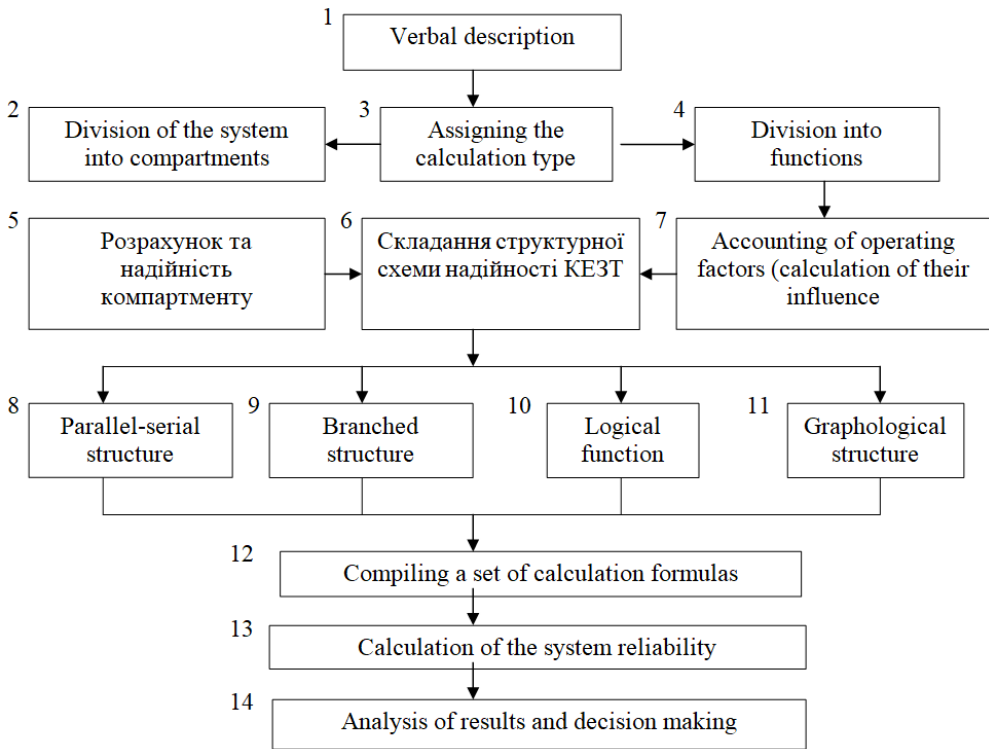 1
Verbal description
2
Division of the system
into compartments
3
Assigning the
calculation type
4
Division into
functions
5
Розрахунок та
надійність
компартменту
6
Складання структурної
схеми надійності КЕЗТ
7
Accounting of operating
factors (calculation of their
influence
8
Parallel-serial
structure
9
Branched
structure
10
Logical
function
11
Graphological
structure
12
Compiling a set of calculation formulas
13
Calculation of the system reliability
14
Analysis of results and decision making